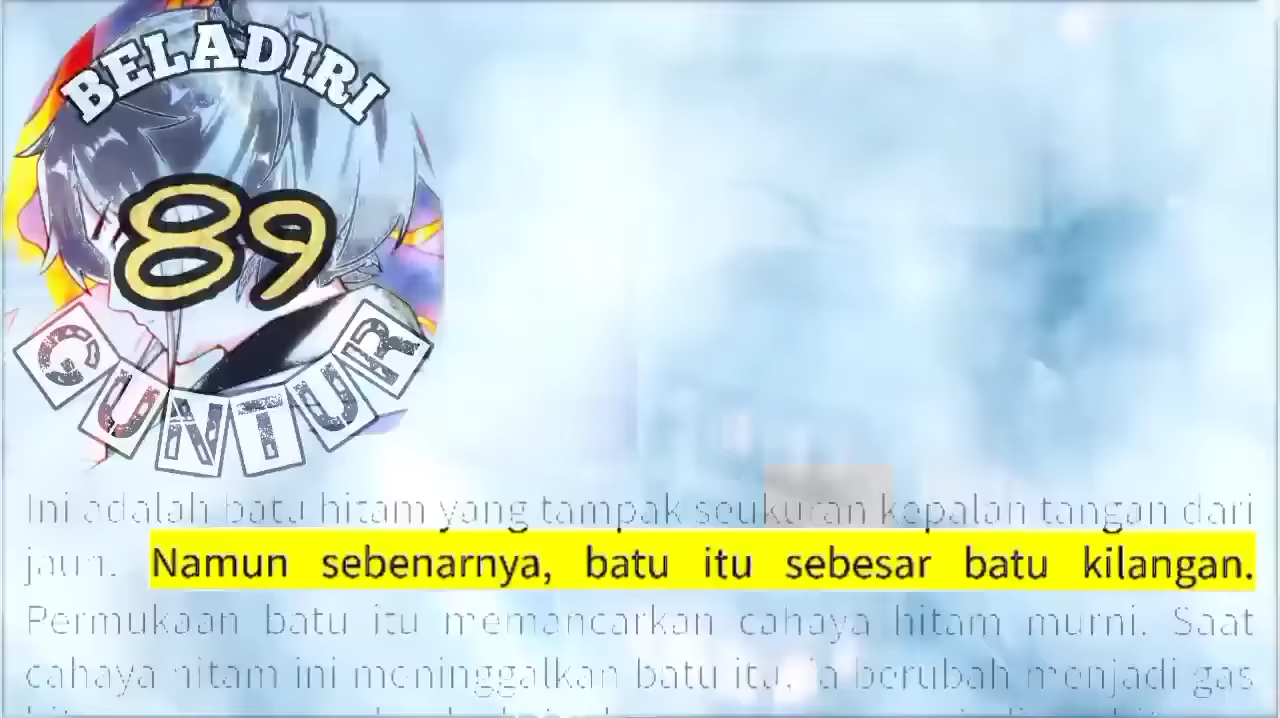 BELADIRI
89
GUNTUR
Ini adalah batu hitam yang tampak seukuran kepalan tangan dari
jauh. Namun sebenarnya, batu itu sebesar batu kilangan.
Permukaan batu itu memancarkan cahaya hitam murni. Saat
cahaya hitam ini meninggalkan batu itu, ia berubah menjadi gas